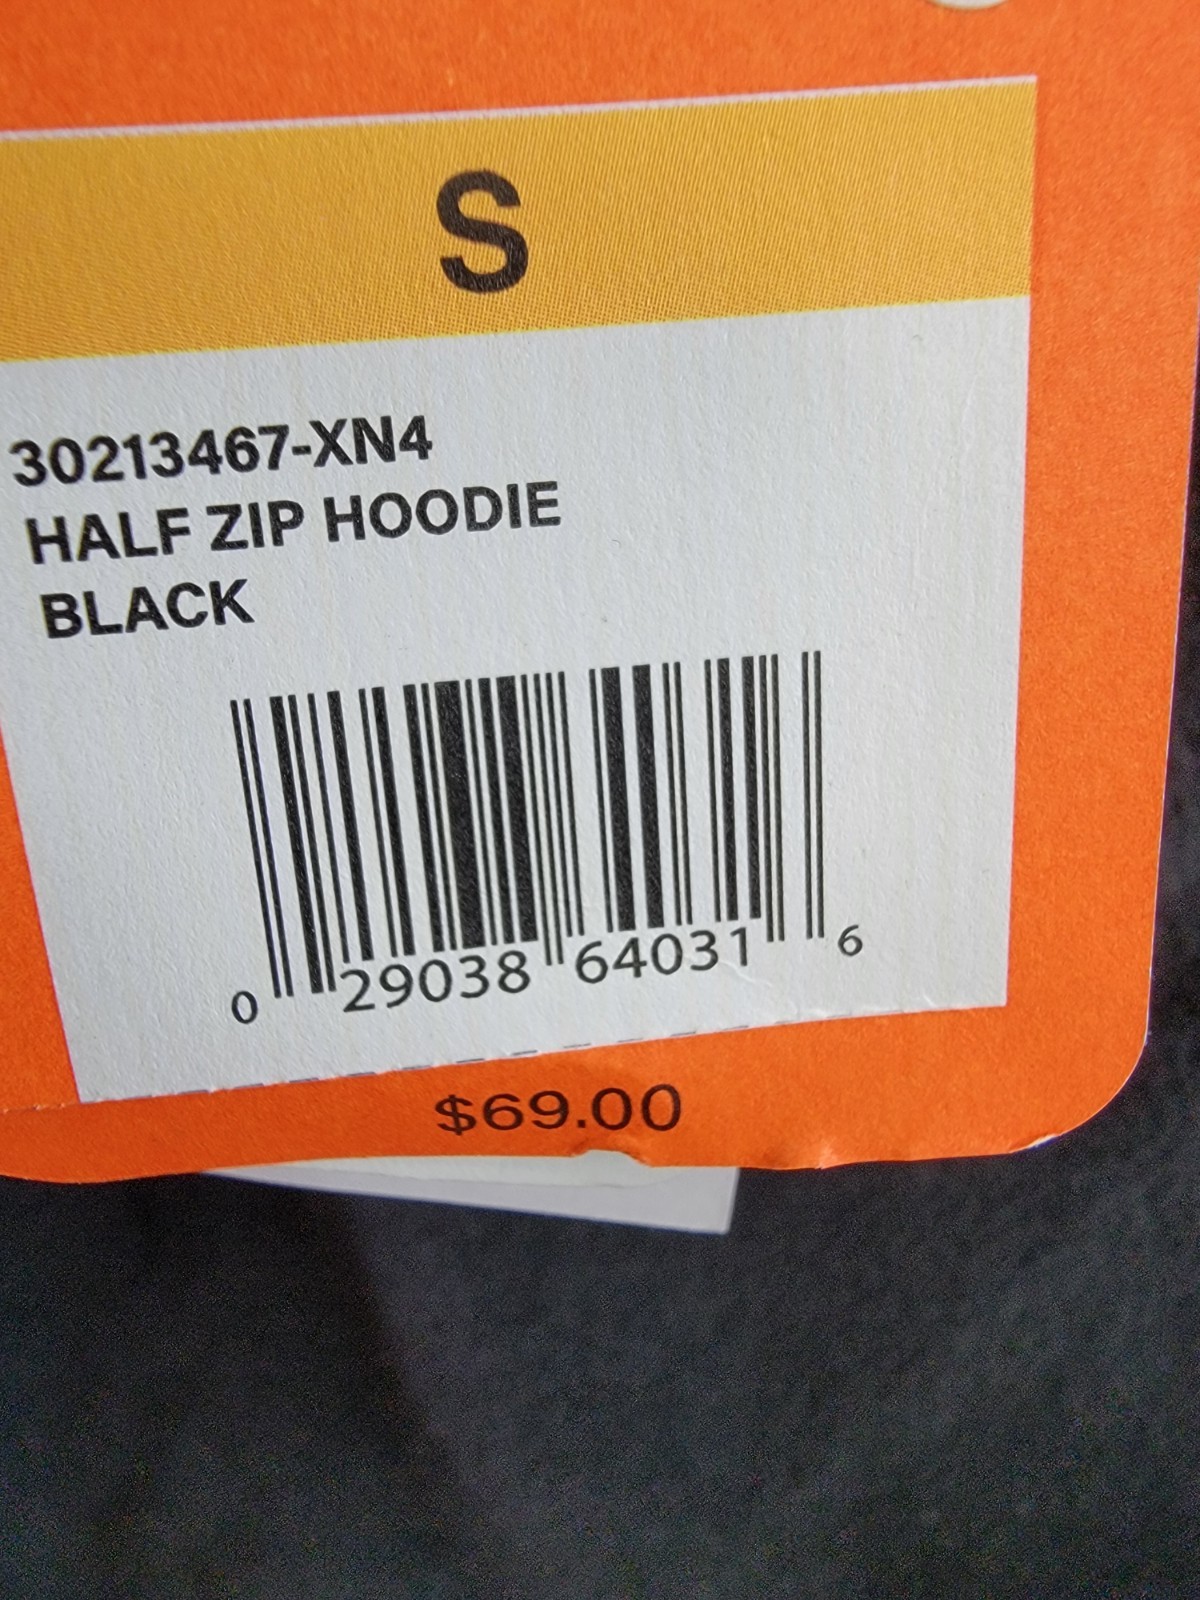 S
30213467-XN4
HALF ZIP HOODIE
BLACK
0 29038 64031 6
$69.00